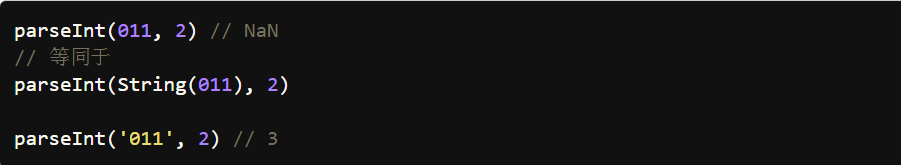 parseInt(011, 2) // NaN
// 等同于
parseInt(String(011), 2)
parseInt('011', 2) // 3